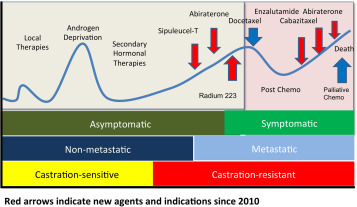 Local
Therapies
Androgen
Deprivation
Secondary
Hormonal
Therapies
Sipuleucel-T
Abiraterone
Docetaxel
Radium 223
Enzalutamide Abiraterone
Cabazitaxel
Death
Post Chemo
Palliative
Chemo
Asymptomatic
Symptomatic
Non-metastatic
Metastatic
Castration-sensitive
Castration-resistant
Red arrows indicate new agents and indications since 2010